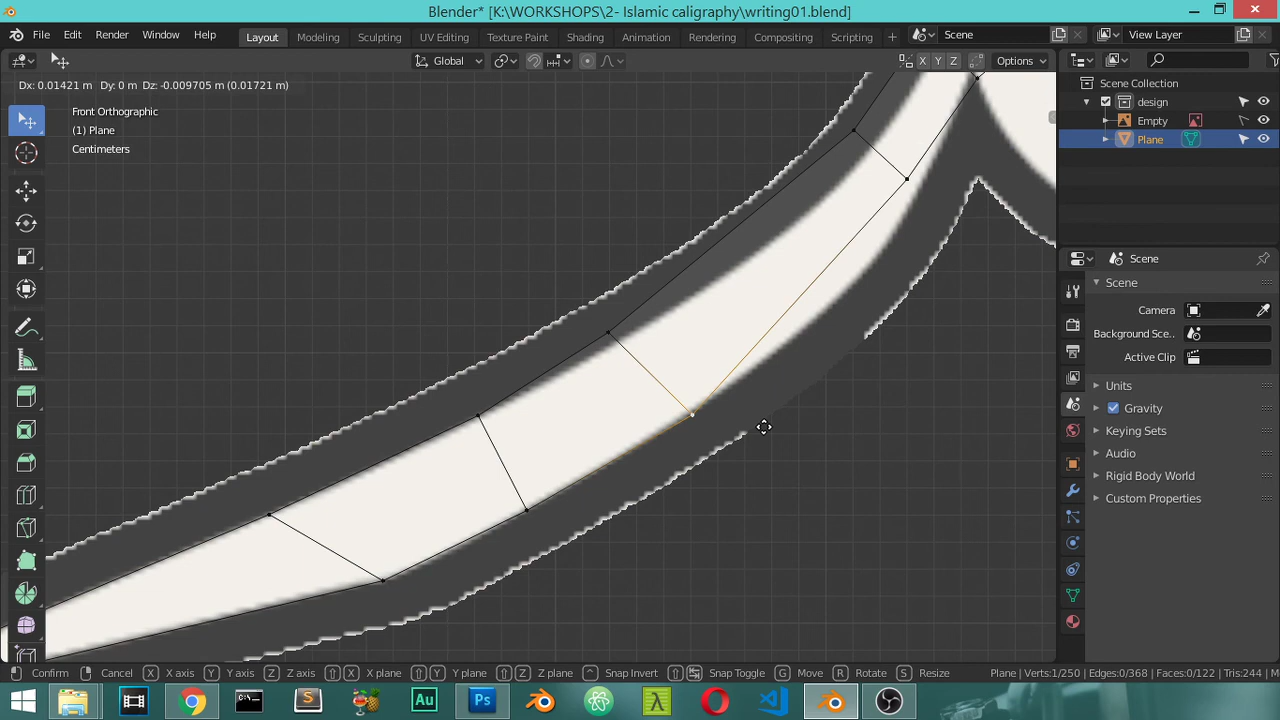 Blender* [K:\WORKSHOPS\2- Islamic caligraphy\writing01.blend]
File Edit Render Window Help Layout Modeling Sculpting UV Editing Texture Paint Shading Animation Rendering Compositing Scripting + Scene View Layer
Global X Y Z Options
Dx: 0.01421 m Dy: 0 m Dz: -0.009705 m (0.01721 m)
Front Orthographic
(1) Plane
Centimeters
Scene Collection
design
Empty
Plane
Scene
Scene
Camera
Background Sce..
Active Clip
Units
Gravity
Keying Sets
Audio
Rigid Body World
Custom Properties
Confirm Cancel X X axis Y Y axis Z Z axis X X plane Y Y plane Z Z plane Snap Invert Snap Toggle G Move R Rotate S Resize Plane | Verts:1/250 | Edges:0/368 | Faces:0/122 | Tris:244 | M
Au Ps